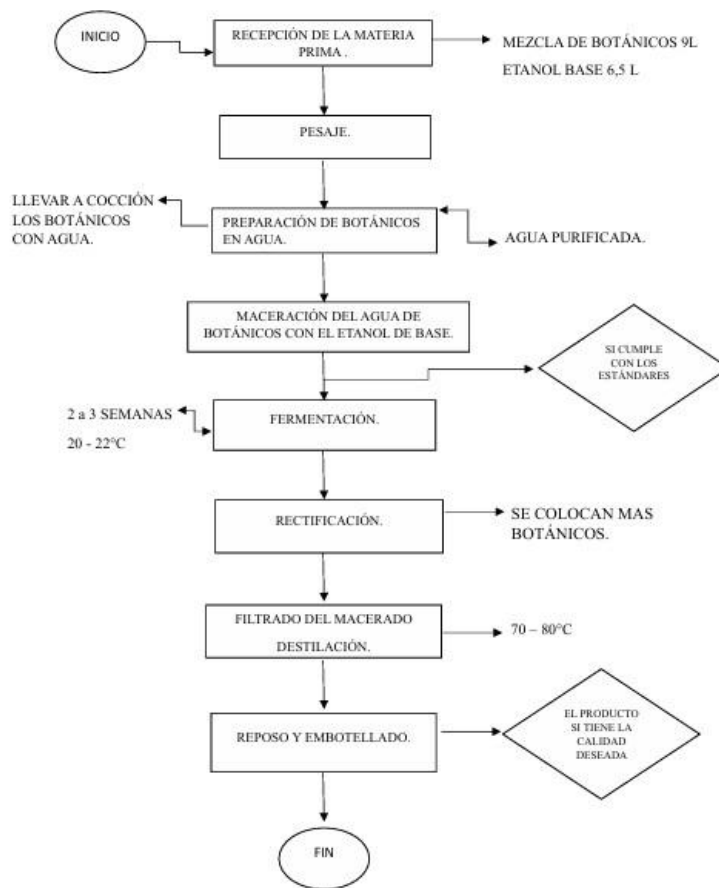 INICIO
RECEPCIÓN DE LA MATERIA
PRIMA .
MEZCLA DE BOTÁNICOS 9L
ETANOL BASE 6,5 L
PESAJE.
LLEVAR A COCCIÓN
LOS BOTÁNICOS
CON AGUA.
PREPARACIÓN DE BOTÁNICOS
EN AGUA.
AGUA PURIFICADA.
MACERACIÓN DEL AGUA DE
BOTÁNICOS CON EL ETANOL DE BASE.
SI CUMPLE
CON LOS
ESTÁNDARES
2 a 3 SEMANAS
20 - 22°C
FERMENTACIÓN.
RECTIFICACIÓN.
SE COLOCAN MAS
BOTÁNICOS.
FILTRADO DEL MACERADO
DESTILACIÓN.
70 – 80°C
REPOSO Y EMBOTELLADO.
EL PRODUCTO
SI TIENE LA
CALIDAD
DESEADA
FIN